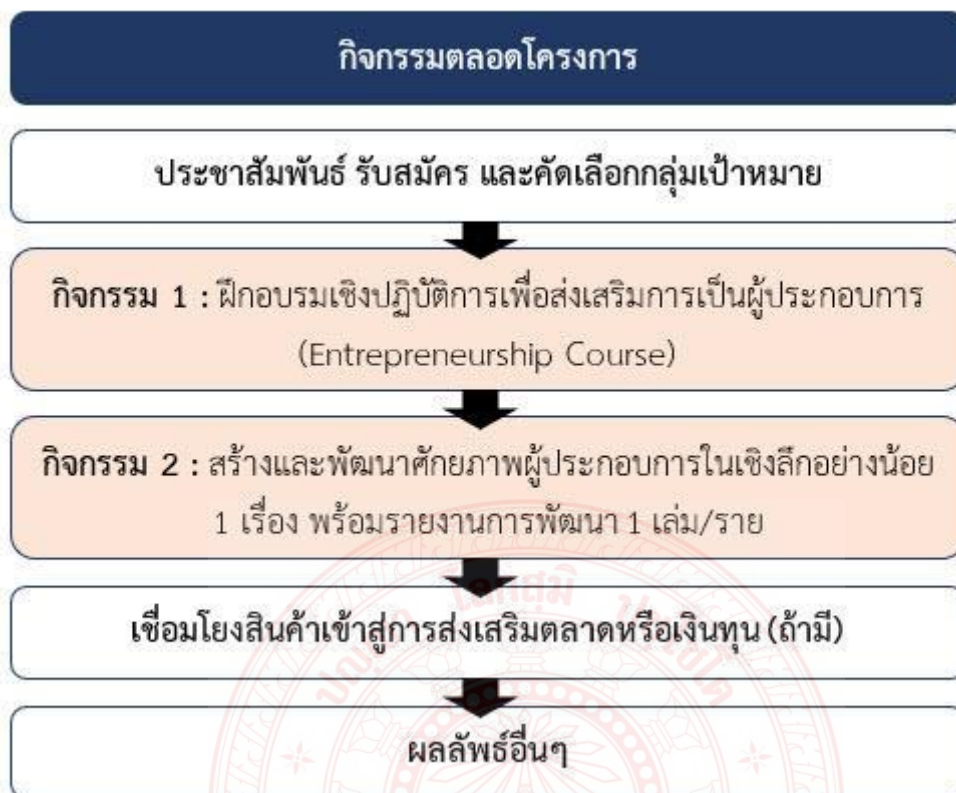 กิจกรรมตลอดโครงการ
ประชาสัมพันธ์ รับสมัคร และคัดเลือกกลุ่มเป้าหมาย
กิจกรรม 1 : ฝึกอบรมเชิงปฏิบัติการเพื่อส่งเสริมการเป็นผู้ประกอบการ
(Entrepreneurship Course)
กิจกรรม 2 : สร้างและพัฒนาศักยภาพผู้ประกอบการในเชิงลึกอย่างน้อย
1 เรื่อง พร้อมรายงานการพัฒนา 1 เล่ม/ราย
เชื่อมโยงสินค้าเข้าสู่การส่งเสริมตลาดหรือเงินทุน (ถ้ามี)
ผลลัพธ์อื่นๆ